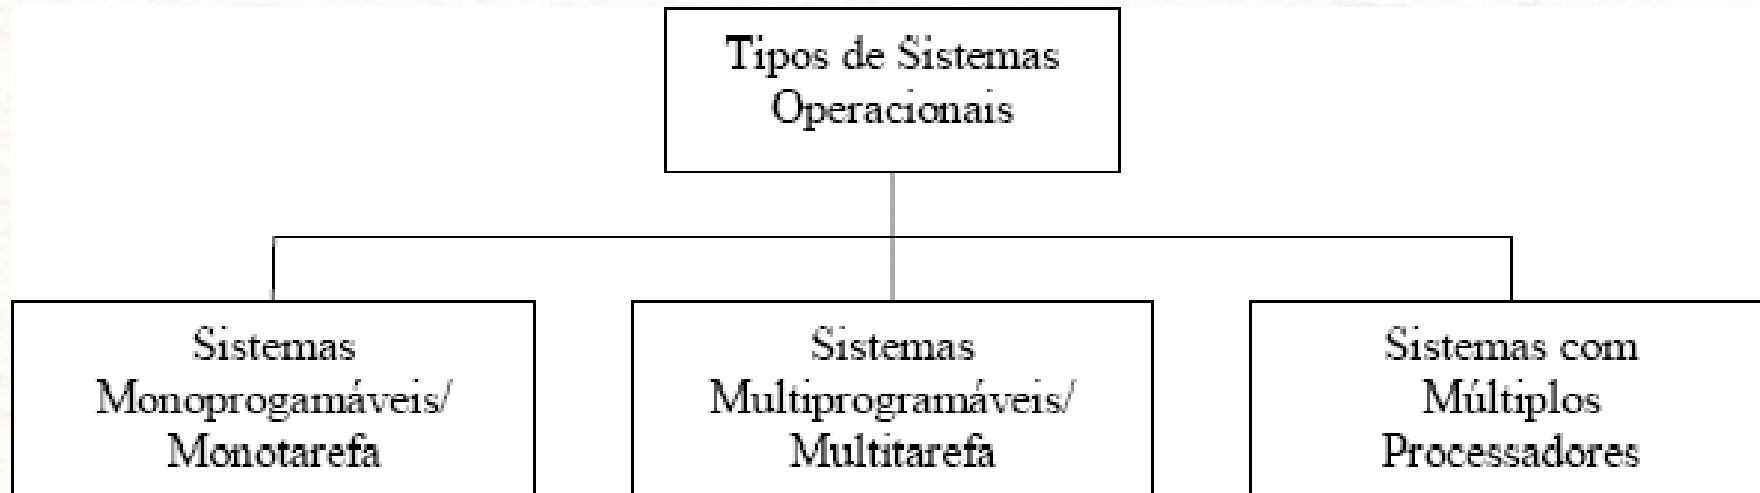 Tipos de Sistemas
Operacionais
Sistemas
Monoprogamáveis/
Monotarefa
Sistemas
Multiprogramáveis/
Multitarefa
Sistemas com
Múltiplos
Processadores